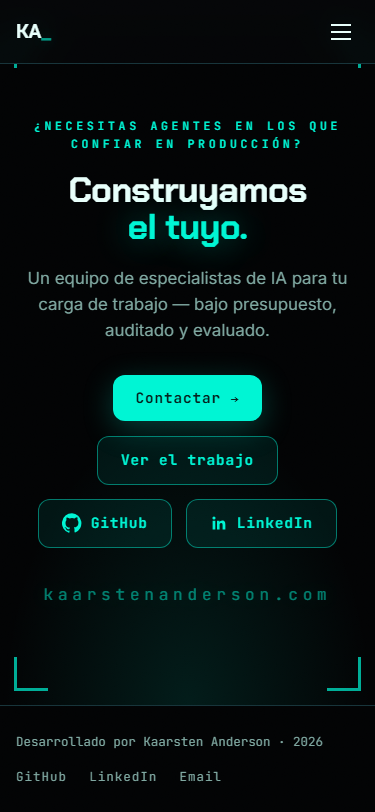 KA_
¿NECESITAS AGENTES EN LOS QUE
CONFIAR EN PRODUCCIÓN?
Construyamos
el tuyo.
Un equipo de especialistas de IA para tu
carga de trabajo — bajo presupuesto,
auditado y evaluado.
Contactar →
Ver el trabajo
GitHub
LinkedIn
kaarstenanderson.com
Desarrollado por Kaarsten Anderson · 2026
GitHub LinkedIn Email